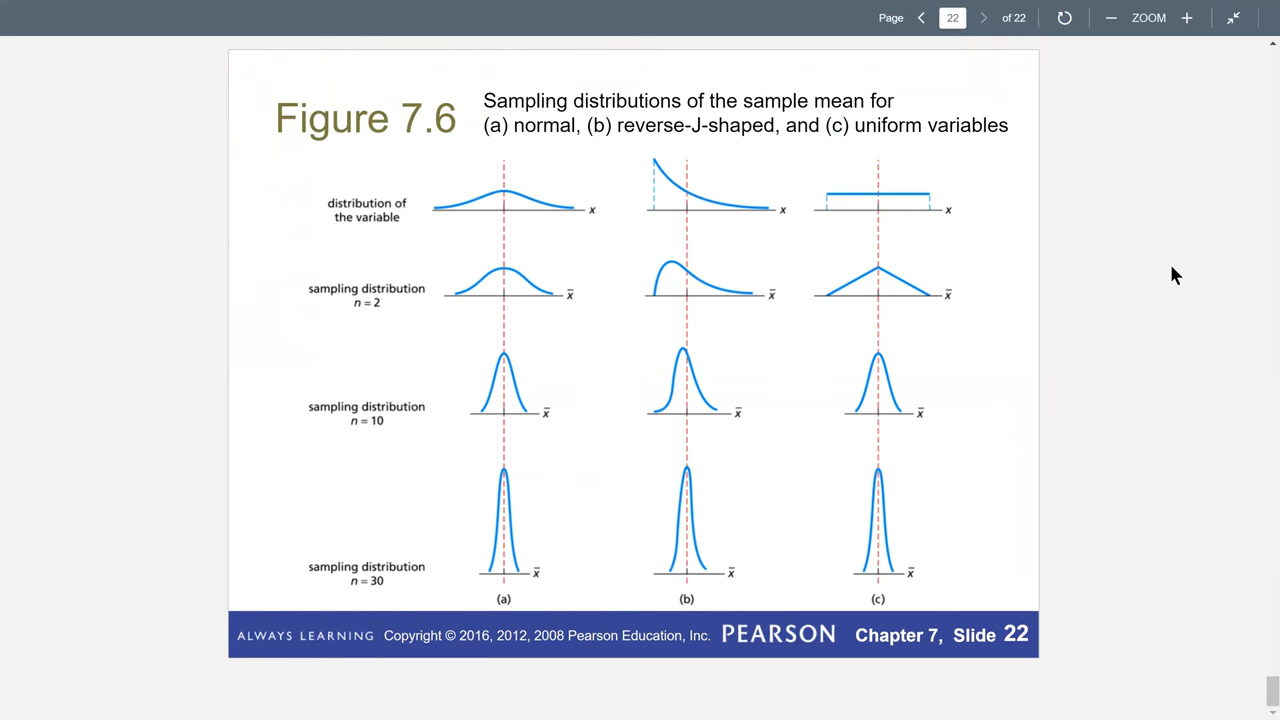 Page 22 of 22 ZOOM
Figure 7.6
Sampling distributions of the sample mean for
(a) normal, (b) reverse-J-shaped, and (c) uniform variables
distribution of
the variable
x x x
sampling distribution
n = 2
x̄ x̄ x̄
sampling distribution
n = 10
x̄ x̄ x̄
sampling distribution
n = 30
x̄ x̄ x̄
(a) (b) (c)
ALWAYS LEARNING Copyright © 2016, 2012, 2008 Pearson Education, Inc. PEARSON Chapter 7, Slide 22